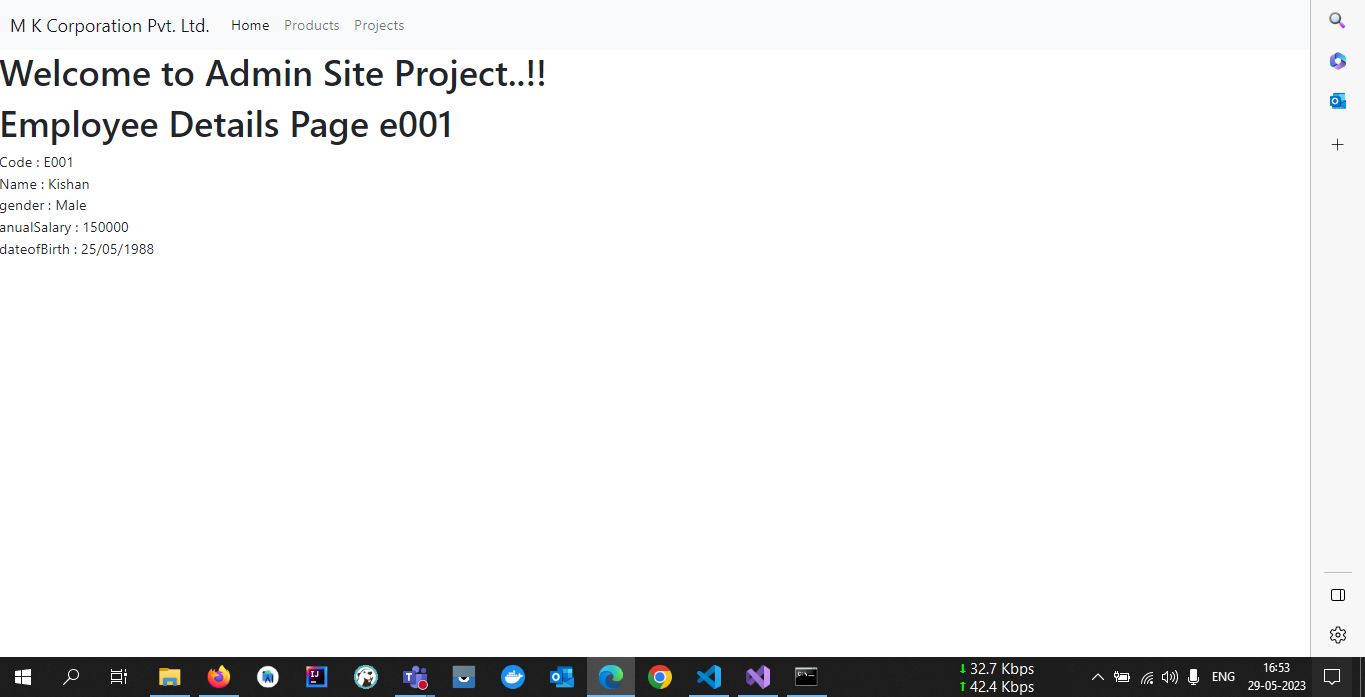 M K Corporation Pvt. Ltd. Home Products Projects
Welcome to Admin Site Project..!!
Employee Details Page e001
Code : E001
Name : Kishan
gender : Male
anualSalary : 150000
dateofBirth : 25/05/1988
↓ 32.7 Kbps
↑ 42.4 Kbps
ENG
16:53
29-05-2023